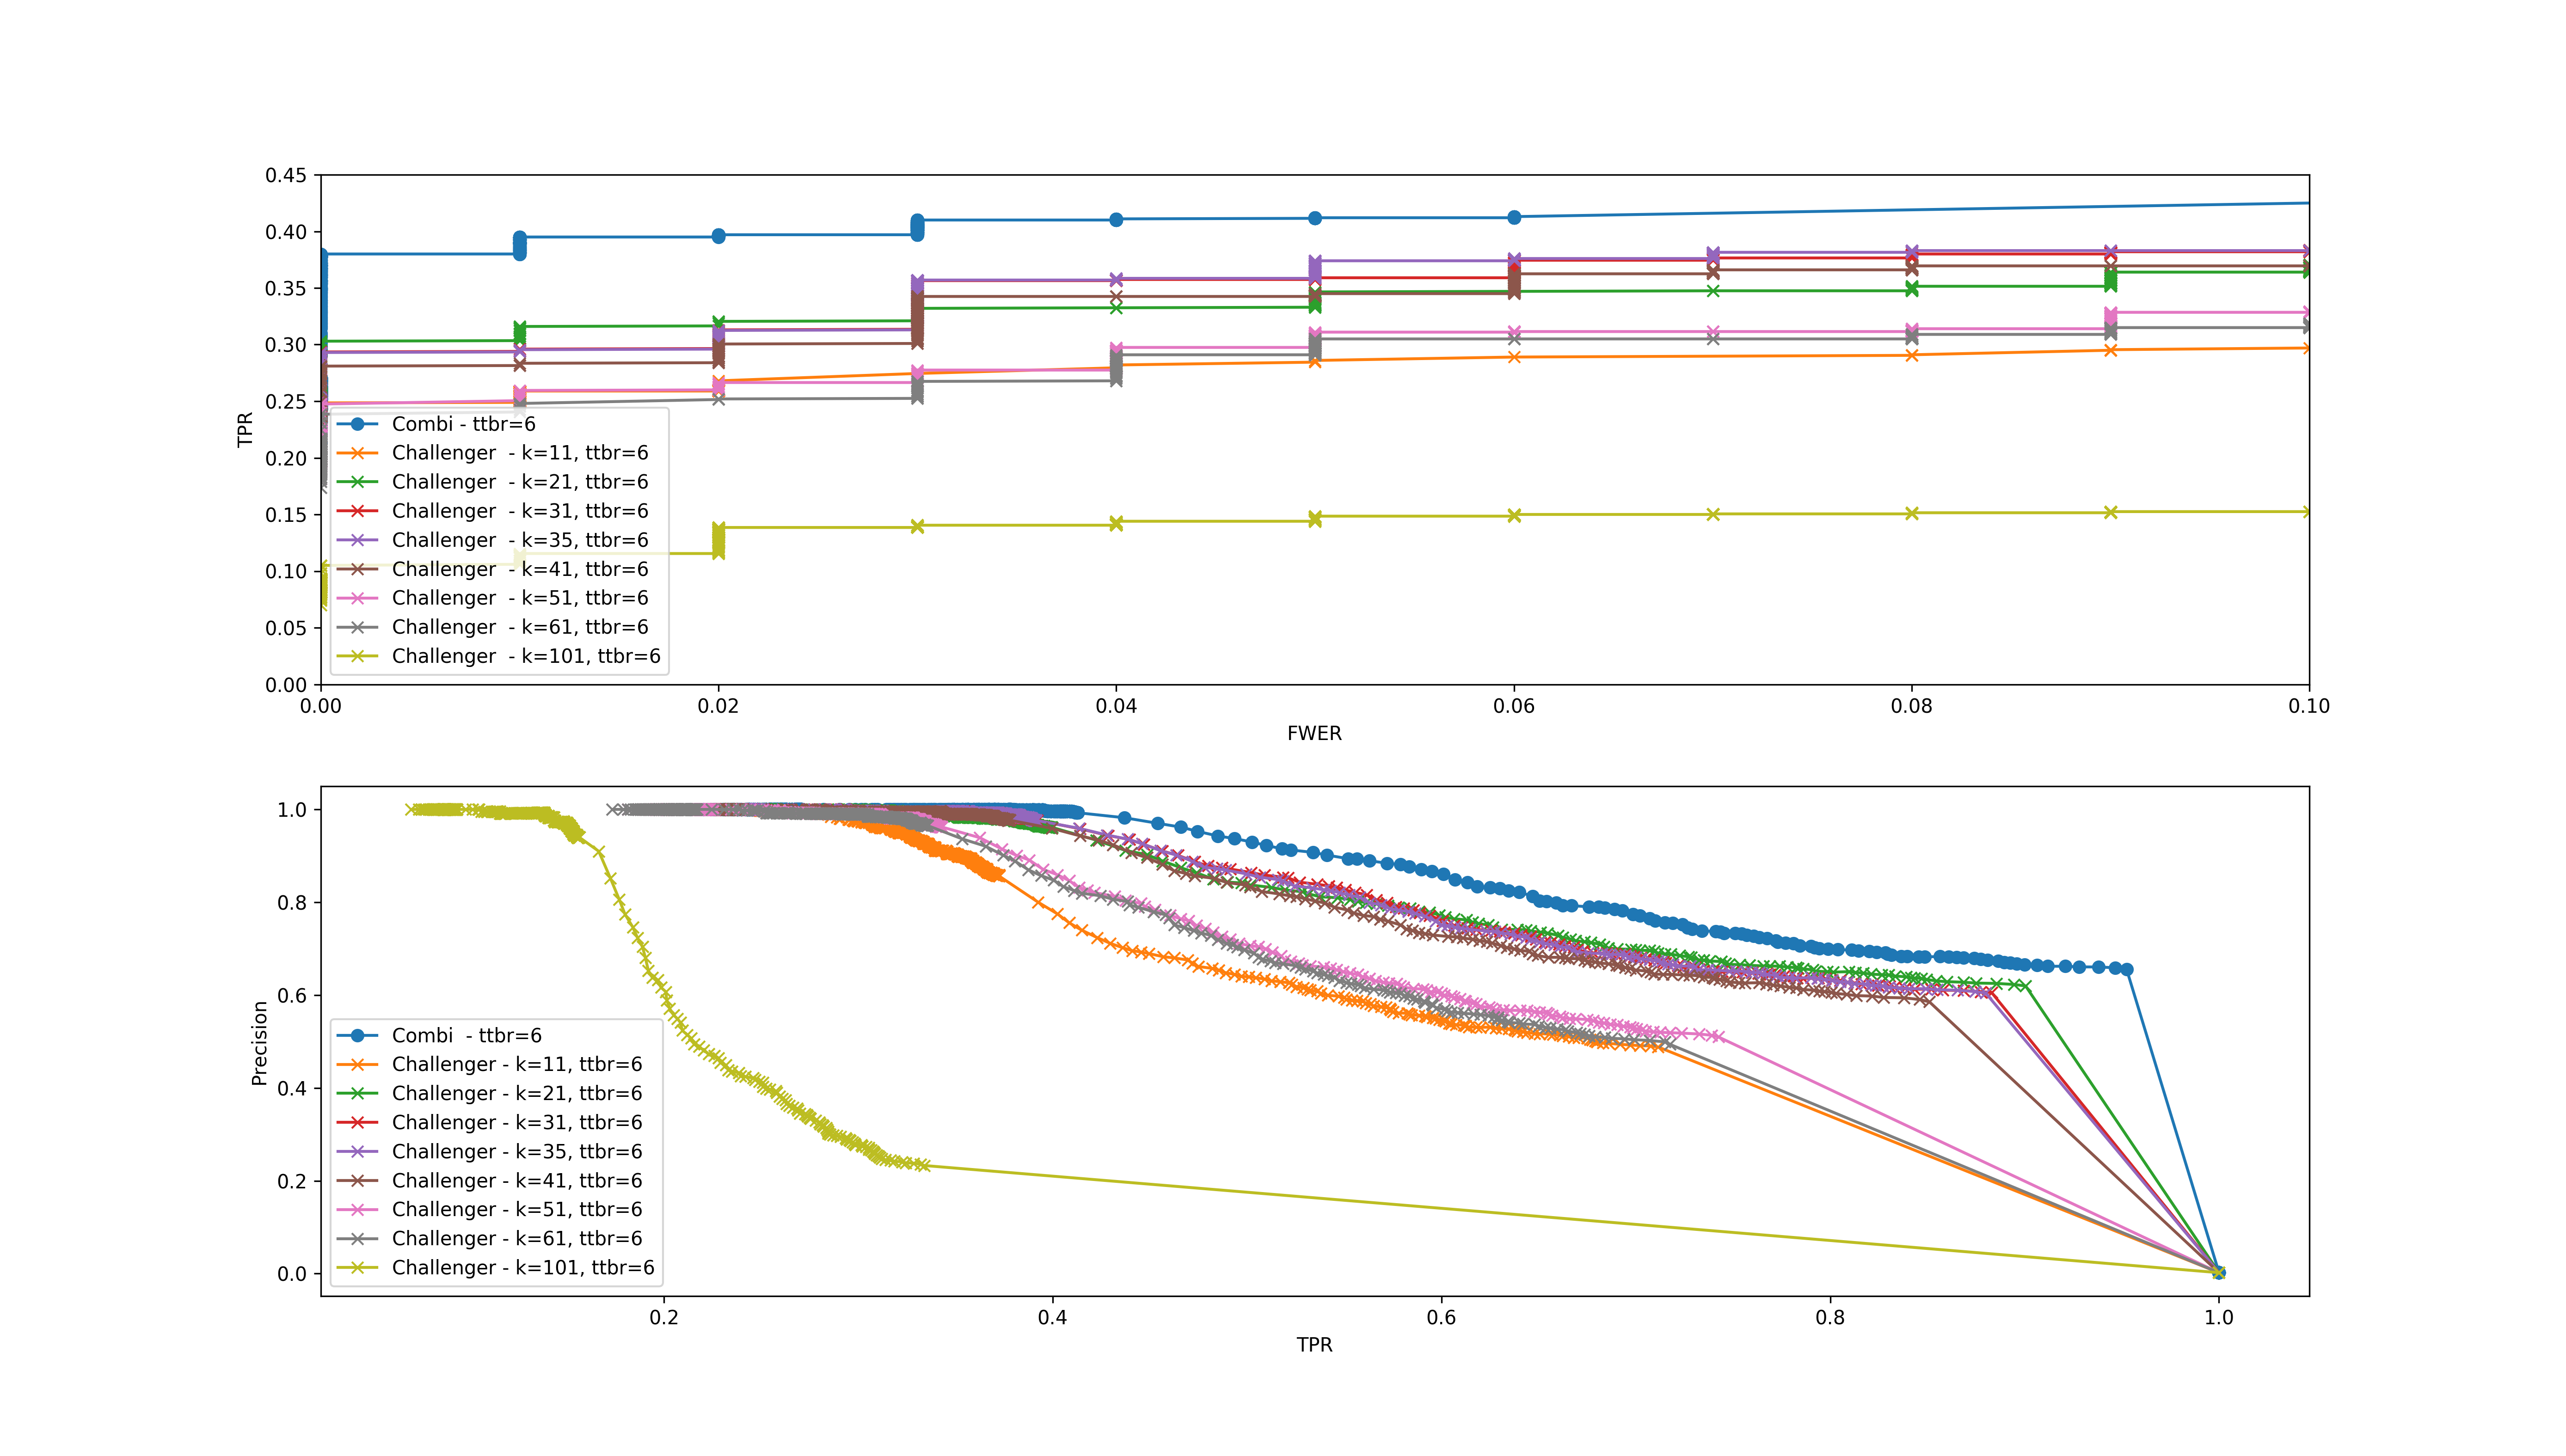 0.45
0.40
0.35
0.30
0.25
0.20
0.15
0.10
0.05
0.00
TPR
Combi - ttbr=6
Challenger  - k=11, ttbr=6
Challenger  - k=21, ttbr=6
Challenger  - k=31, ttbr=6
Challenger  - k=35, ttbr=6
Challenger  - k=41, ttbr=6
Challenger  - k=51, ttbr=6
Challenger  - k=61, ttbr=6
Challenger  - k=101, ttbr=6
0.00 0.02 0.04 0.06 0.08 0.10
FWER
1.0
0.8
0.6
0.4
0.2
0.0
Precision
Combi  - ttbr=6
Challenger - k=11, ttbr=6
Challenger - k=21, ttbr=6
Challenger - k=31, ttbr=6
Challenger - k=35, ttbr=6
Challenger - k=41, ttbr=6
Challenger - k=51, ttbr=6
Challenger - k=61, ttbr=6
Challenger - k=101, ttbr=6
0.2 0.4 0.6 0.8 1.0
TPR